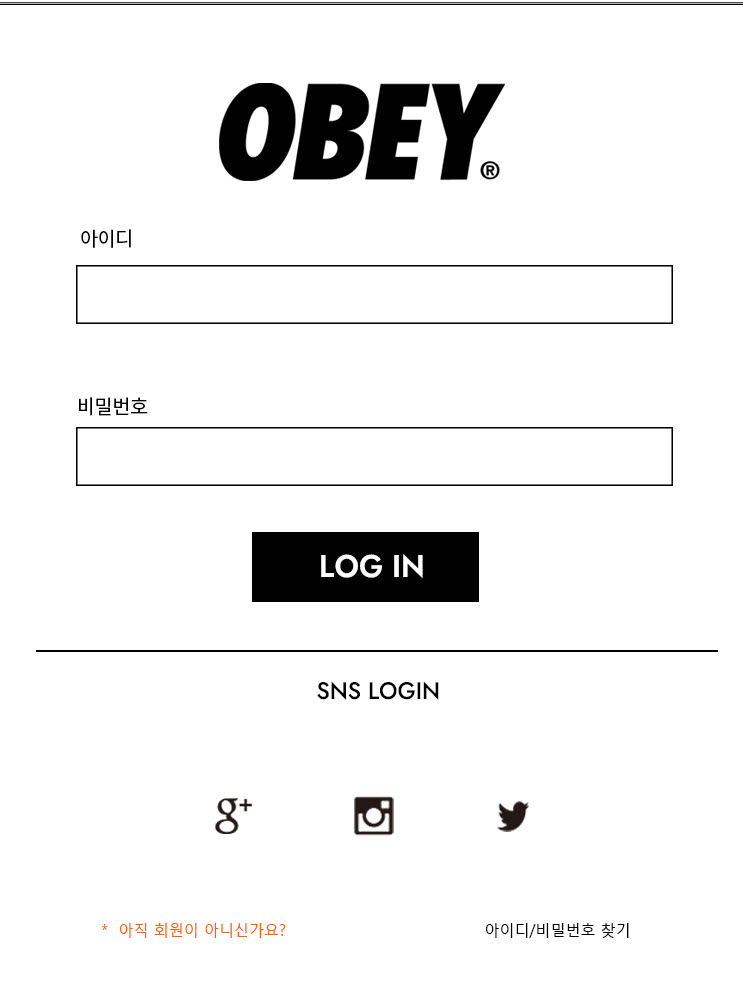 OBEY®
아이디
비밀번호
LOG IN
SNS LOGIN
g+
* 아직 회원이 아니신가요?
아이디/비밀번호 찾기